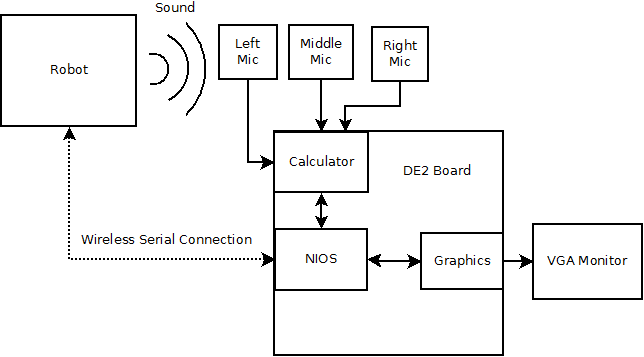 Sound
Robot
Left
Mic
Middle
Mic
Right
Mic
Calculator
DE2 Board
Wireless Serial Connection
NIOS
Graphics
VGA Monitor